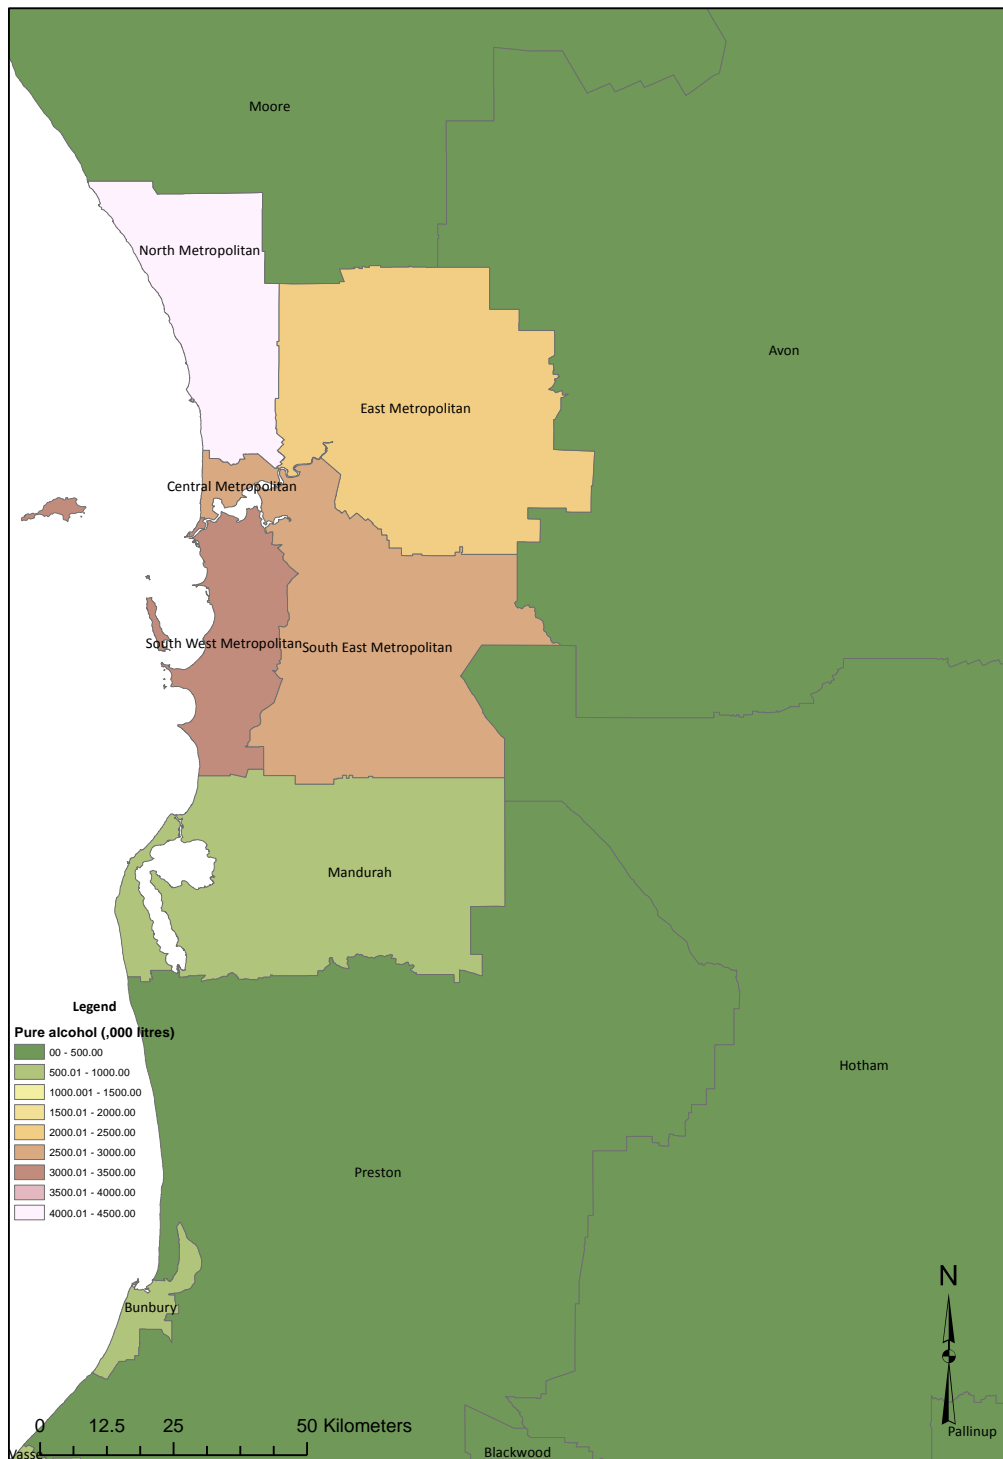 Moore
North Metropolitan
Avon
East Metropolitan
Central Metropolitan
South West Metropolitan
South East Metropolitan
Mandurah
Legend
Pure alcohol (,000 litres)
00 - 500.00
500.01 - 1000.00
1000.001 - 1500.00
1500.01 - 2000.00
2000.01 - 2500.00
2500.01 - 3000.00
3000.01 - 3500.00
3500.01 - 4000.00
4000.01 - 4500.00
Hotham
Preston
N
Bunbury
0 12.5 25 50 Kilometers
Pallinup
Vasse
Blackwood